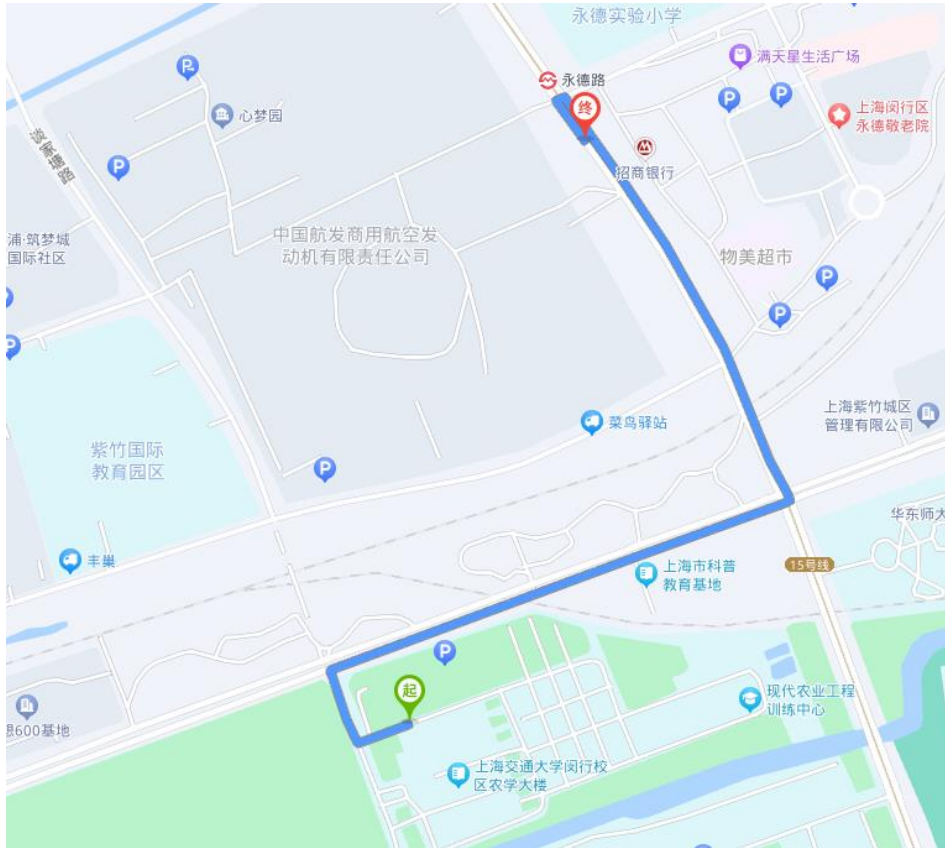 永德实验小学
满天星生活广场
永德路
终
P
P
P
心梦园
上海闵行区
永德敬老院
谈家塘路
P
招商银行
浦·筑梦城
国际社区
中国航发商用航空发
动机有限责任公司
物美超市
P
P
P
上海紫竹城区
管理有限公司
菜鸟驿站
紫竹国际
教育园区
P
华东师大
丰巢
15号线
上海市科普
教育基地
P
起
现代农业工程
训练中心
600基地
上海交通大学闵行校
区农学大楼